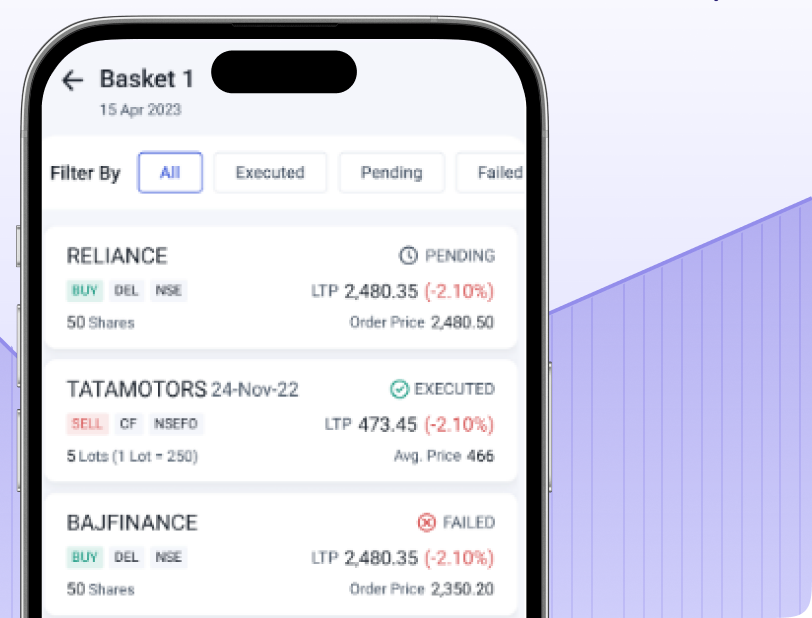 Basket 1
15 Apr 2023
Filter By All Executed Pending Failed
RELIANCE PENDING
BUY DEL NSE LTP 2,480.35 (-2.10%)
50 Shares Order Price 2,480.50
TATAMOTORS 24-Nov-22 EXECUTED
SELL CF NSEFO LTP 473.45 (-2.10%)
5 Lots (1 Lot = 250) Avg. Price 466
BAJFINANCE FAILED
BUY DEL NSE LTP 2,480.35 (-2.10%)
50 Shares Order Price 2,350.20